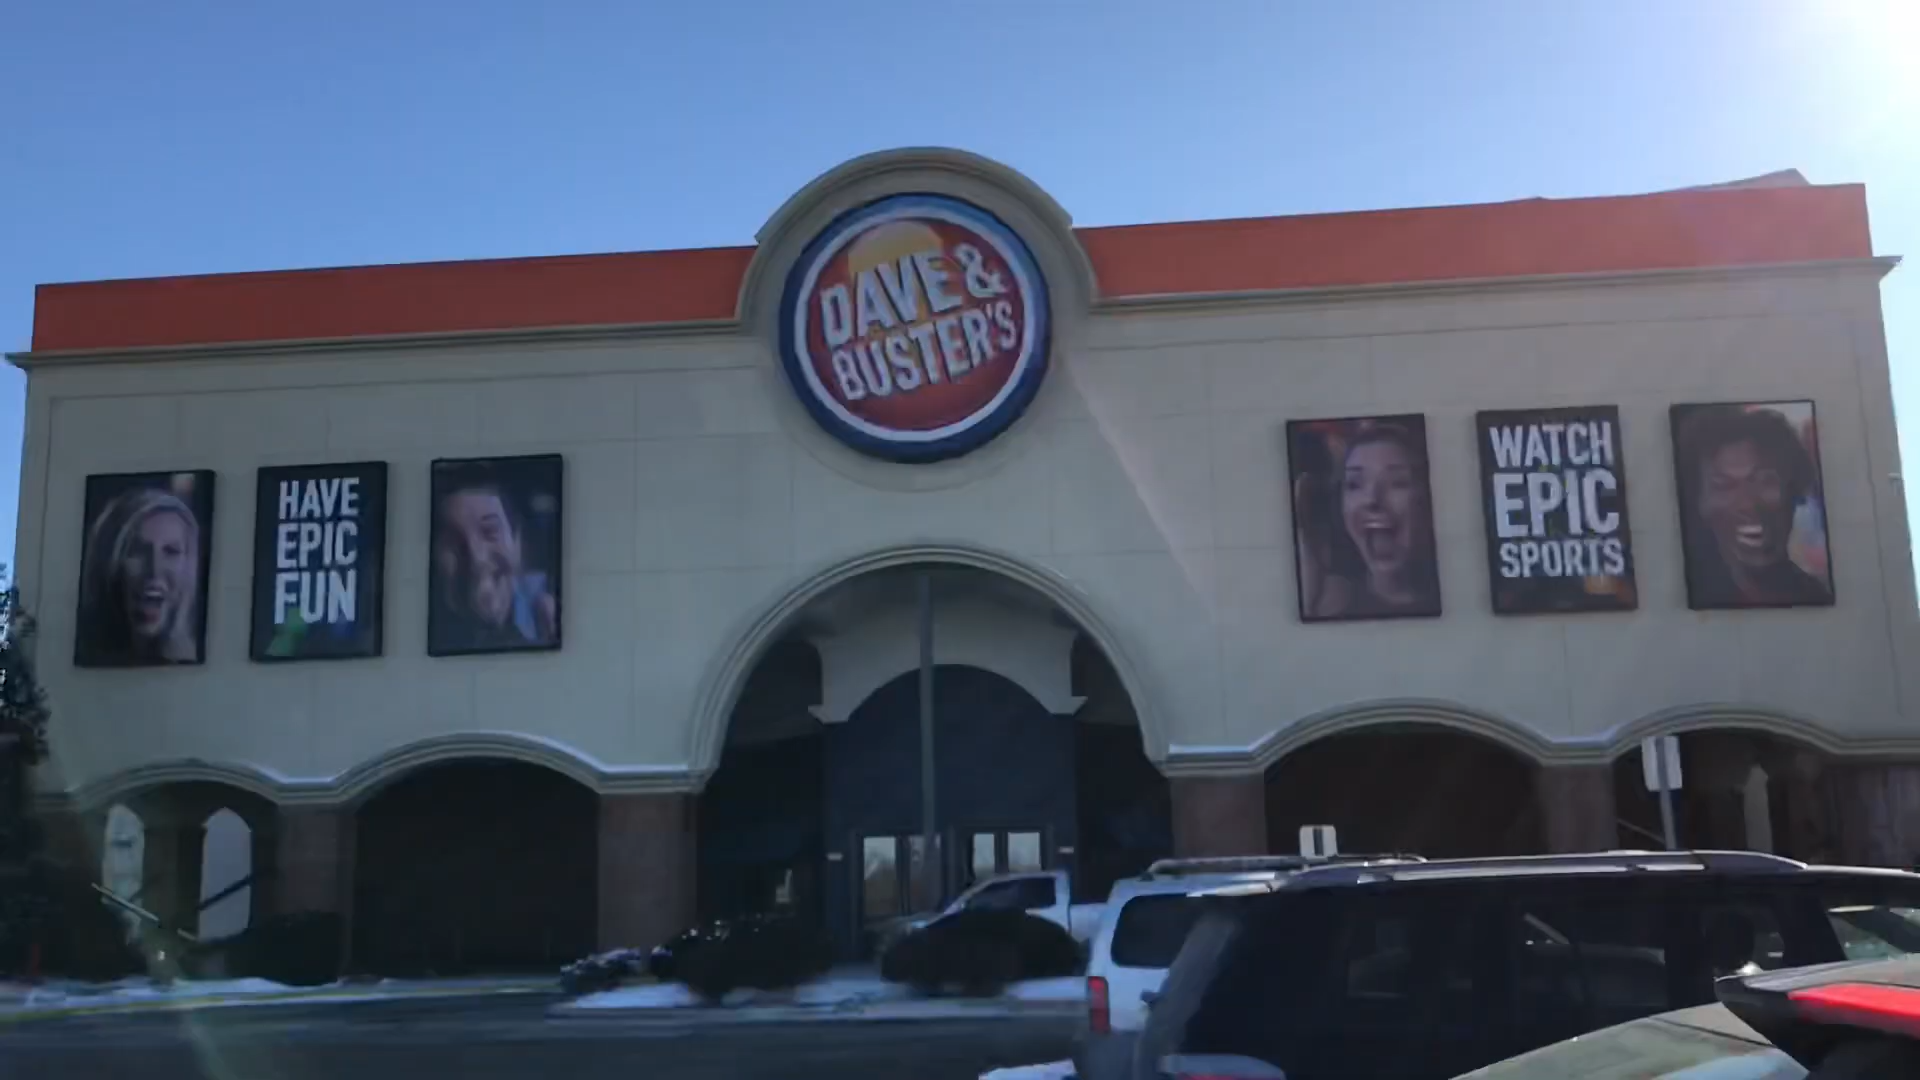 DAVE &
BUSTER'S
HAVE
EPIC
FUN
WATCH
EPIC
SPORTS